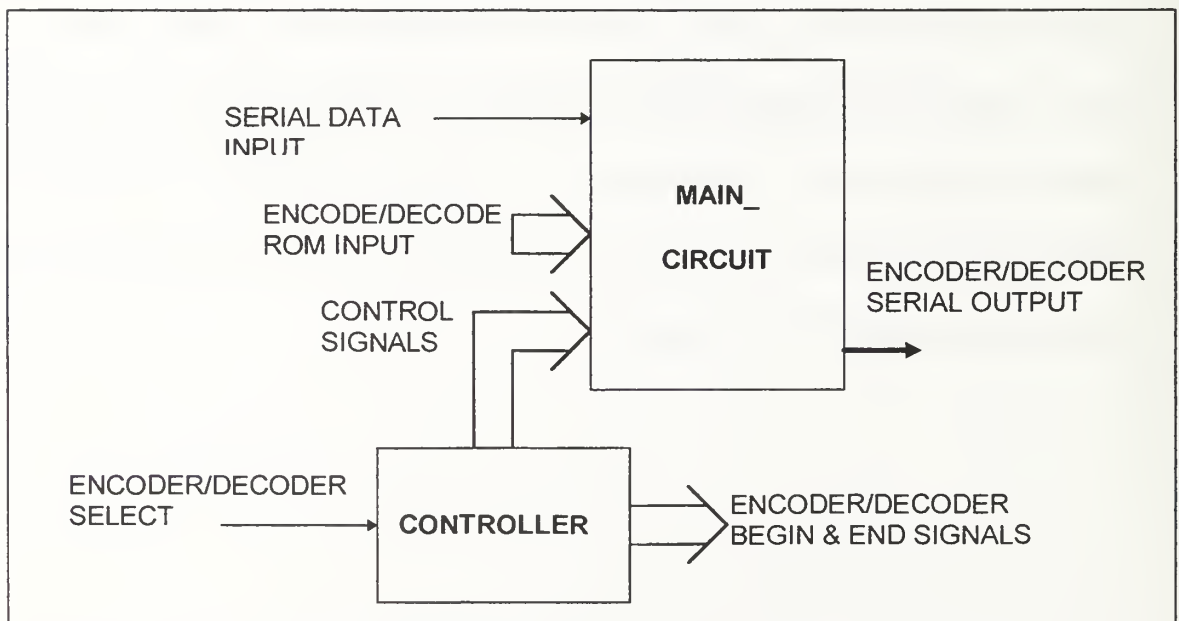 SERIAL DATA
INPUT
ENCODE/DECODE
ROM INPUT
CONTROL
SIGNALS
MAIN_
CIRCUIT
ENCODER/DECODER
SERIAL OUTPUT
ENCODER/DECODER
SELECT
CONTROLLER
ENCODER/DECODER
BEGIN & END SIGNALS